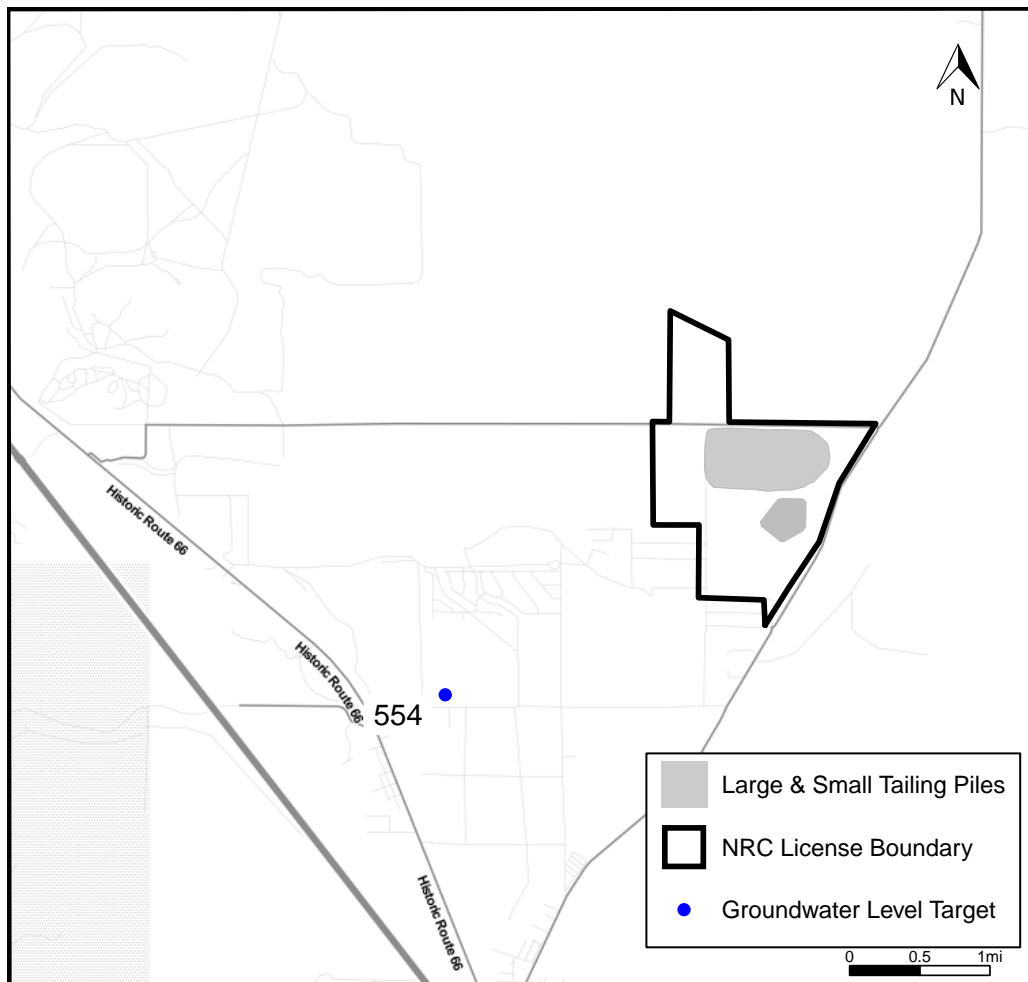 N
Historic Route 66
Historic Route 66
554
Historic Route 66
Large & Small Tailing Piles
NRC License Boundary
Groundwater Level Target
0 0.5 1mi